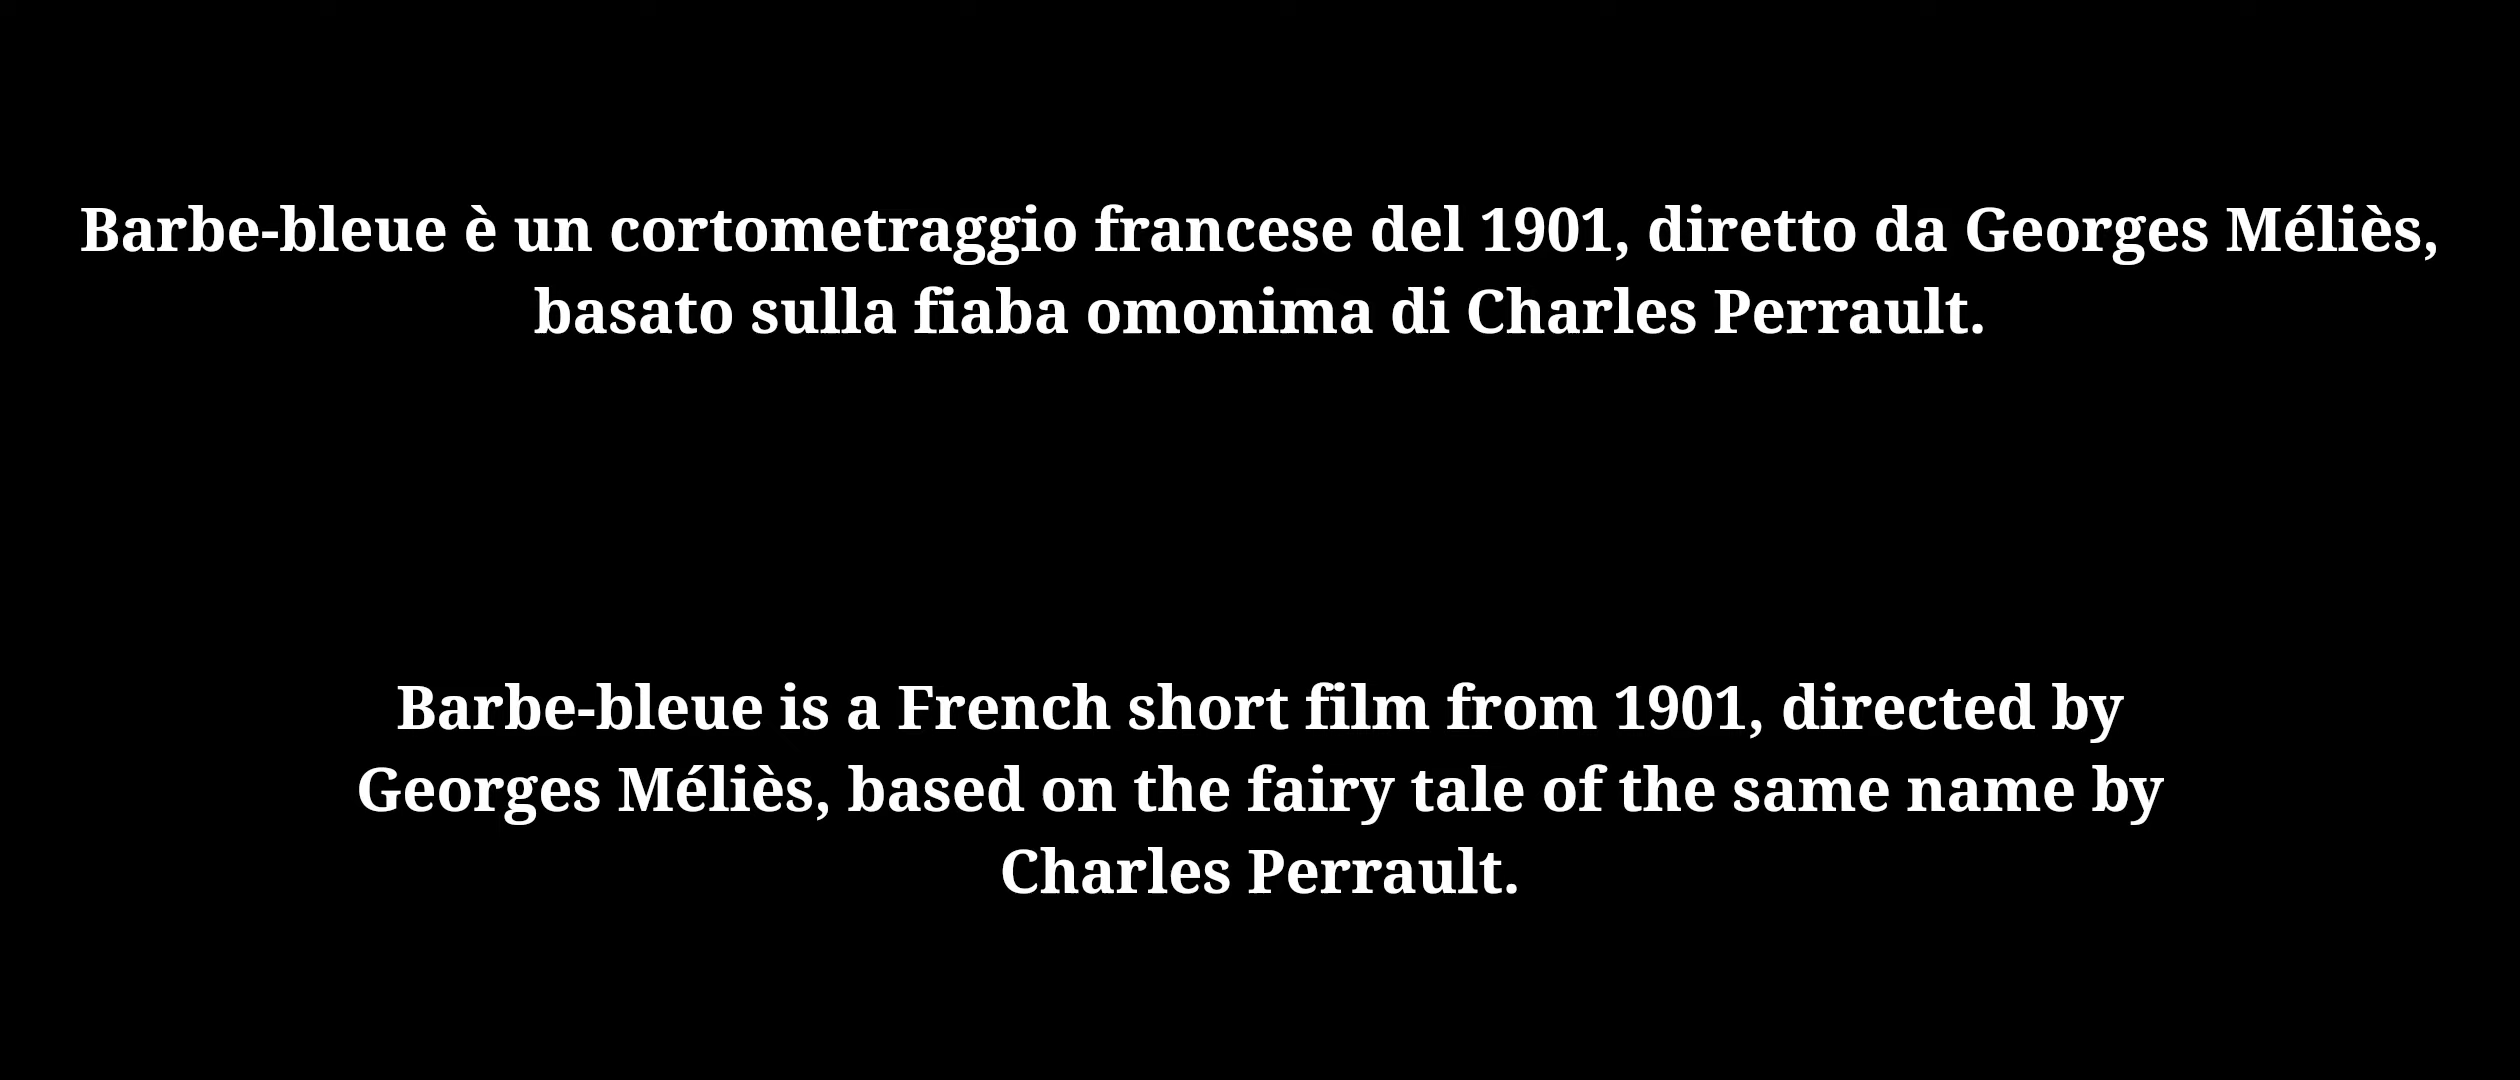 Barbe-bleue è un cortometraggio francese del 1901, diretto da Georges Méliès,
basato sulla fiaba omonima di Charles Perrault.
Barbe-bleue is a French short film from 1901, directed by
Georges Méliès, based on the fairy tale of the same name by
Charles Perrault.